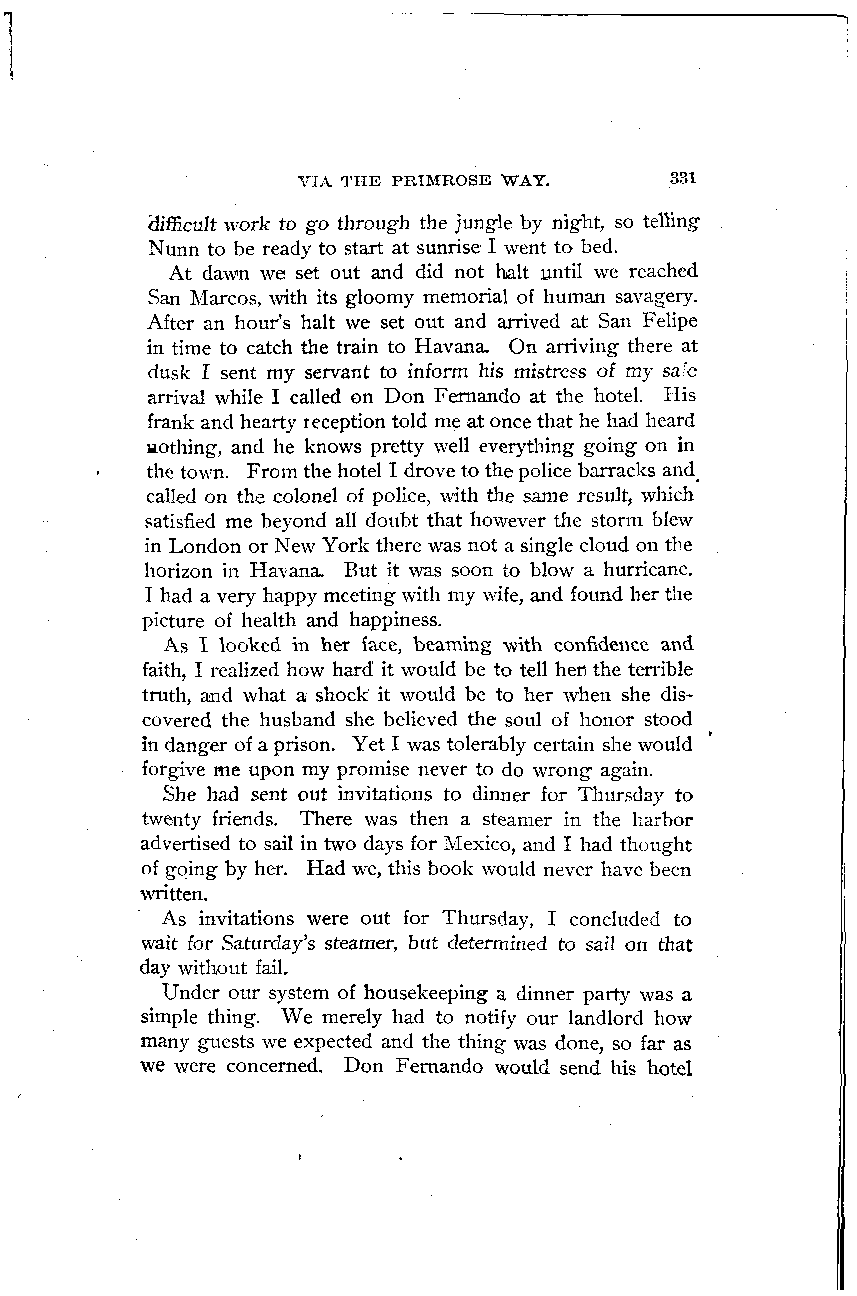 VIA THE PRIMROSE WAY. 331
difficult work to go through the jungle by night, so telling
Nunn to be ready to start at sunrise I went to bed.
At dawn we set out and did not halt until we reached
San Marcos, with its gloomy memorial of human savagery.
After an hour's halt we set out and arrived at San Felipe
in time to catch the train to Havana. On arriving there at
dusk I sent my servant to inform his mistress of my safe
arrival while I called on Don Fernando at the hotel. His
frank and hearty reception told me at once that he had heard
nothing, and he knows pretty well everything going on in
the town. From the hotel I drove to the police barracks and
called on the colonel of police, with the same result, which
satisfied me beyond all doubt that however the storm blew
in London or New York there was not a single cloud on the
horizon in Havana. But it was soon to blow a hurricane.
I had a very happy meeting with my wife, and found her the
picture of health and happiness.
As I looked in her face, beaming with confidence and
faith, I realized how hard it would be to tell her the terrible
truth, and what a shock it would be to her when she dis-
covered the husband she believed the soul of honor stood
in danger of a prison. Yet I was tolerably certain she would
forgive me upon my promise never to do wrong again.
She had sent out invitations to dinner for Thursday to
twenty friends. There was then a steamer in the harbor
advertised to sail in two days for Mexico, and I had thought
of going by her. Had we, this book would never have been
written.
As invitations were out for Thursday, I concluded to
wait for Saturday's steamer, but determined to sail on that
day without fail.
Under our system of housekeeping a dinner party was a
simple thing. We merely had to notify our landlord how
many guests we expected and the thing was done, so far as
we were concerned. Don Fernando would send his hotel